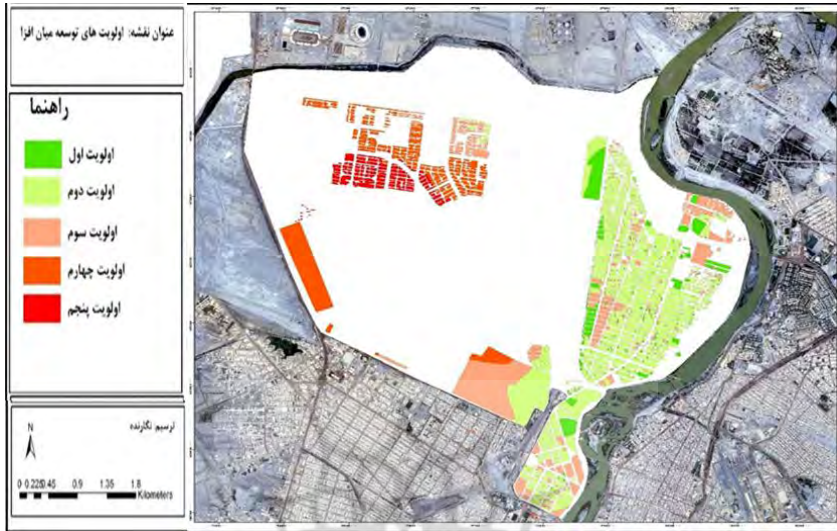 عنوان نقشه: اولویت های توسعه میان افزا
راهنما
اولویت اول
اولویت دوم
اولویت سوم
اولویت چهارم
اولویت پنجم
ترسیم: نگارنده
N
0 0.225 0.45 0.9 1.35 1.8
Kilometers